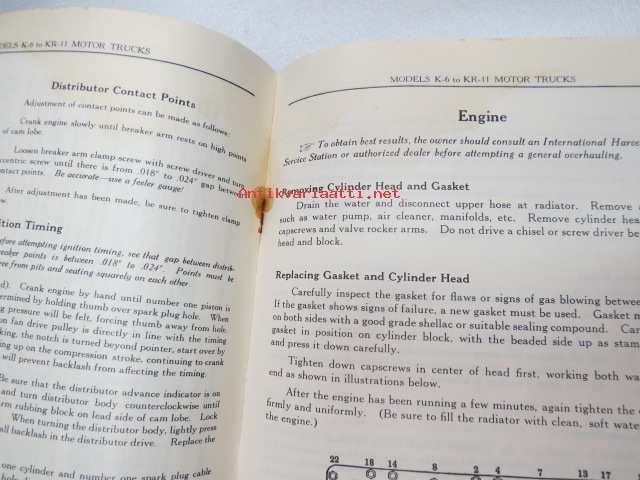 DELS K-6 to KR-11 MOTOR TRUCKS
Distributor Contact Points
Adjustment of contact points can be made as follows:
Crank engine slowly until breaker arm rests on high points
of cam lobe.
Loosen breaker arm clamp screw with screw driver and turn
ccentric screw until there is from .018" to .024" gap between
ontact points. Be accurate—use a feeler gauge!
After adjustment has been made, be sure to tighten clamp
ition Timing
efore attempting ignition timing, see that gap between distrib-
reaker points is between .018" to .024". Points must be
ree from pits and seating squarely on each other.
d). Crank engine by hand until number one piston is
ermined by holding thumb over spark plug hole. When
g pressure will be felt, forcing thumb away from hole.
on fan drive pulley is directly in line with the timing
king, the notch is turned beyond pointer, start over by
ing up on the compression stroke, continuing to crank
will prevent backlash from affecting the timing.
Be sure that the distributor advance indicator is on
and turn distributor body counterclockwise until
arm rubbing block on lead side of cam lobe. Lock
When turning the distributor body, lightly press
all backlash in the distributor drive. Replace the
one cylinder and number one spark plug cable
MODELS K-6 to KR-11 MOTOR TRUCKS
Engine
To obtain best results, the owner should consult an International Harve
Service Station or authorized dealer before attempting a general overhauling.
Antikvariaatti.net
Removing Cylinder Head and Gasket
Drain the water and disconnect upper hose at radiator. Remove
such as water pump, air cleaner, manifolds, etc. Remove cylinder hea
capscrews and valve rocker arms. Do not drive a chisel or screw driver be
head and block.
Replacing Gasket and Cylinder Head
Carefully inspect the gasket for flaws or signs of gas blowing betwee
If the gasket shows signs of failure, a new gasket must be used. Gasket m
on both sides with a good grade shellac or suitable sealing compound. Car
gasket in position on cylinder block, with the beaded side up as stam
and press it down carefully.
Tighten down capscrews in center of head first, working both wa
end as shown in illustrations below.
After the engine has been running a few minutes, again tighten the c
firmly and uniformly. (Be sure to fill the radiator with clean, soft water
the engine.)
22 18 14 8 2 4 7 13 17